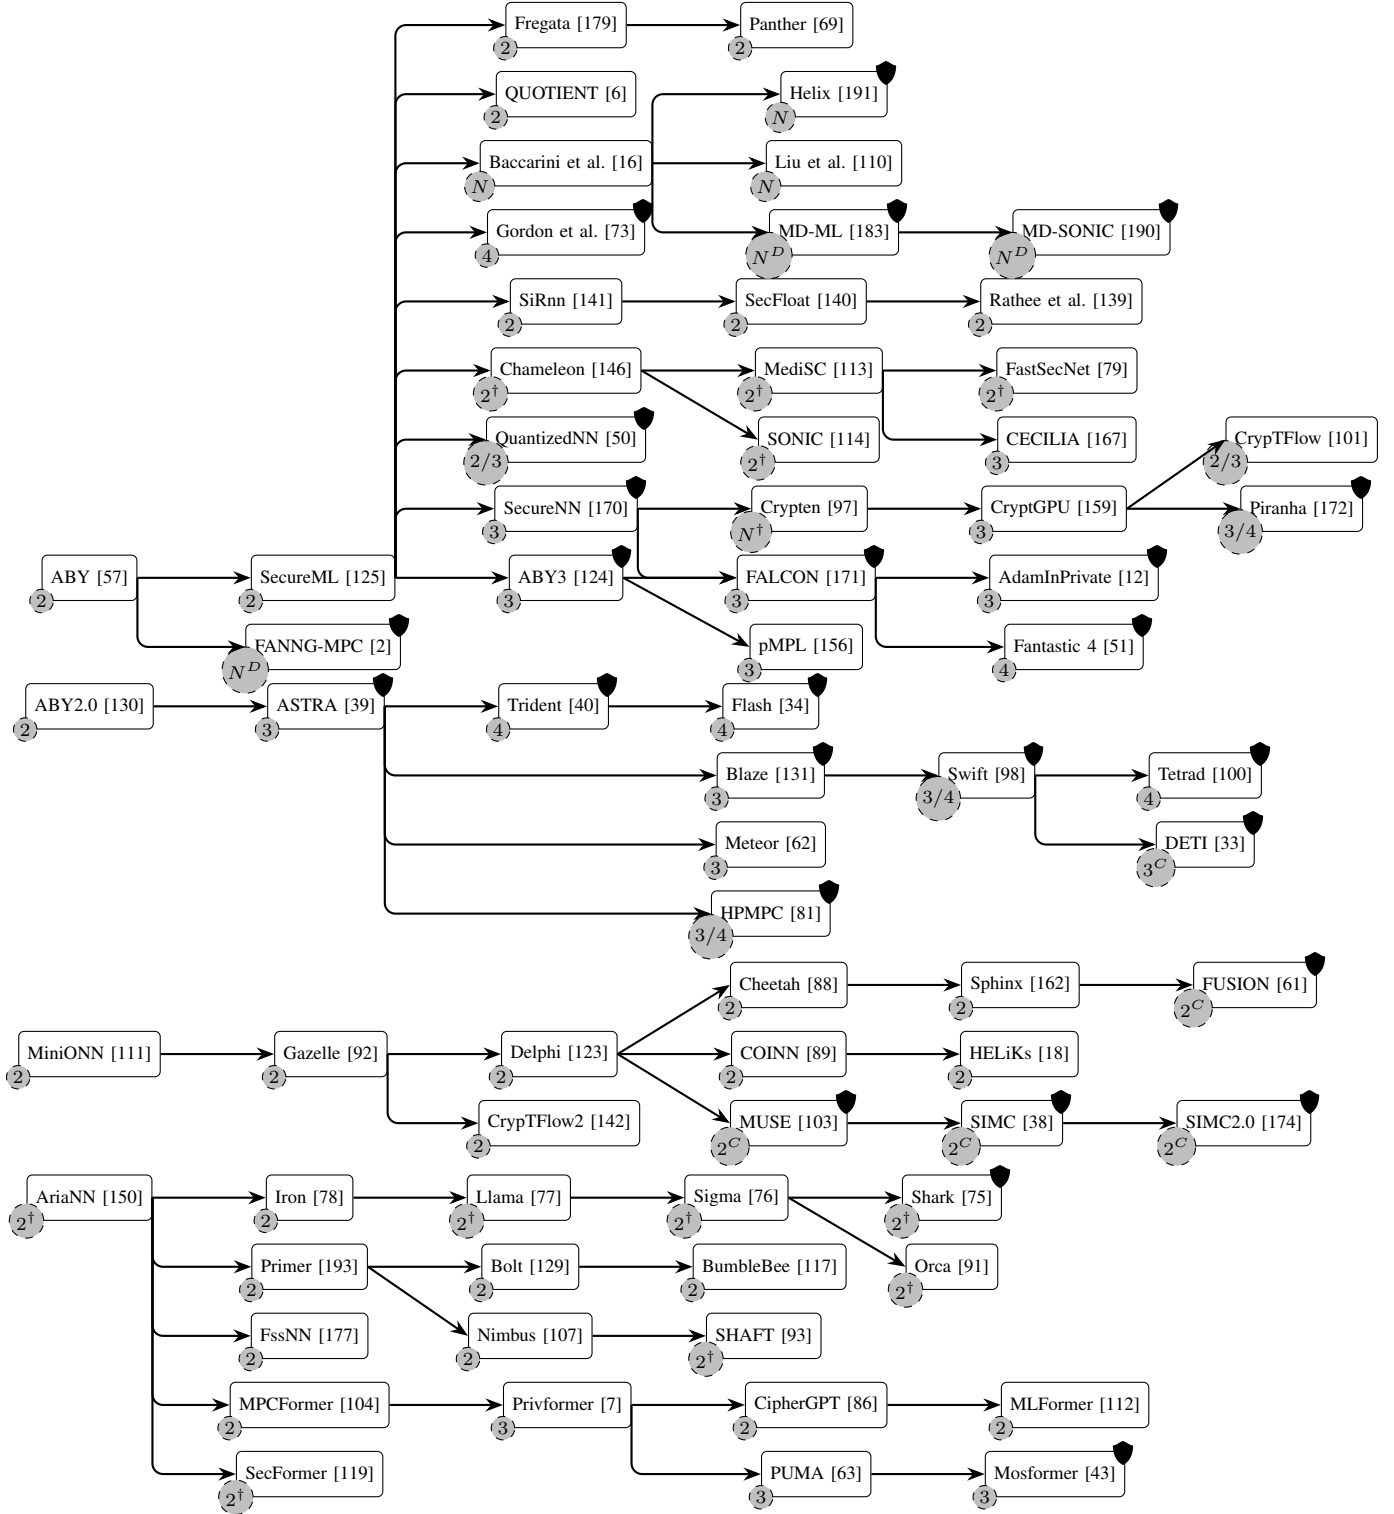 Fregata [179]
2
Panther [69]
2
QUOTIENT [6]
2
Helix [191]
N
Baccarini et al. [16]
N
Liu et al. [110]
N
Gordon et al. [73]
4
MD-ML [183]
N^D
MD-SONIC [190]
N^D
SiRnn [141]
2
SecFloat [140]
2
Rathee et al. [139]
2
Chameleon [146]
2†
MediSC [113]
2†
FastSecNet [79]
2†
QuantizedNN [50]
2/3
SONIC [114]
2†
CECILIA [167]
3
CrypTFlow [101]
2/3
SecureNN [170]
3
Crypten [97]
N†
CryptGPU [159]
3
Piranha [172]
3/4
ABY [57]
2
SecureML [125]
2
ABY3 [124]
3
FALCON [171]
3
AdamInPrivate [12]
3
FANNG-MPC [2]
N^D
pMPL [156]
3
Fantastic 4 [51]
4
ABY2.0 [130]
2
ASTRA [39]
3
Trident [40]
4
Flash [34]
4
Blaze [131]
3
Swift [98]
3/4
Tetrad [100]
4
Meteor [62]
3
DETI [33]
3^C
HPMPC [81]
3/4
Cheetah [88]
2
Sphinx [162]
2
FUSION [61]
2^C
MiniONN [111]
2
Gazelle [92]
2
Delphi [123]
2
COINN [89]
2
HELiKs [18]
2
CrypTFlow2 [142]
2
MUSE [103]
2^C
SIMC [38]
2^C
SIMC2.0 [174]
2^C
AriaNN [150]
2†
Iron [78]
2
Llama [77]
2†
Sigma [76]
2†
Shark [75]
2†
Primer [193]
2
Bolt [129]
2
BumbleBee [117]
2
Orca [91]
2†
FssNN [177]
2
Nimbus [107]
2
SHAFT [93]
2†
MPCFormer [104]
2
Privformer [7]
3
CipherGPT [86]
2
MLFormer [112]
2
SecFormer [119]
2†
PUMA [63]
3
Mosformer [43]
3